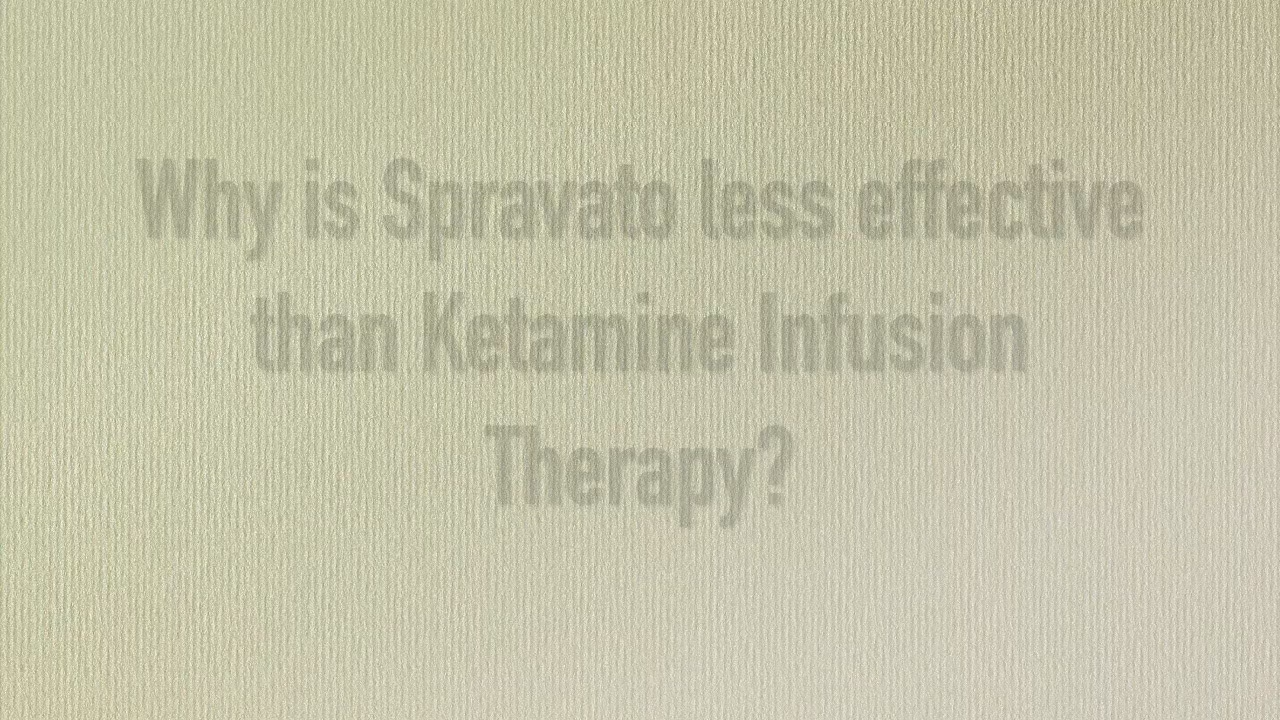 Why is Spravato less effective
than Ketamine Infusion
Therapy?